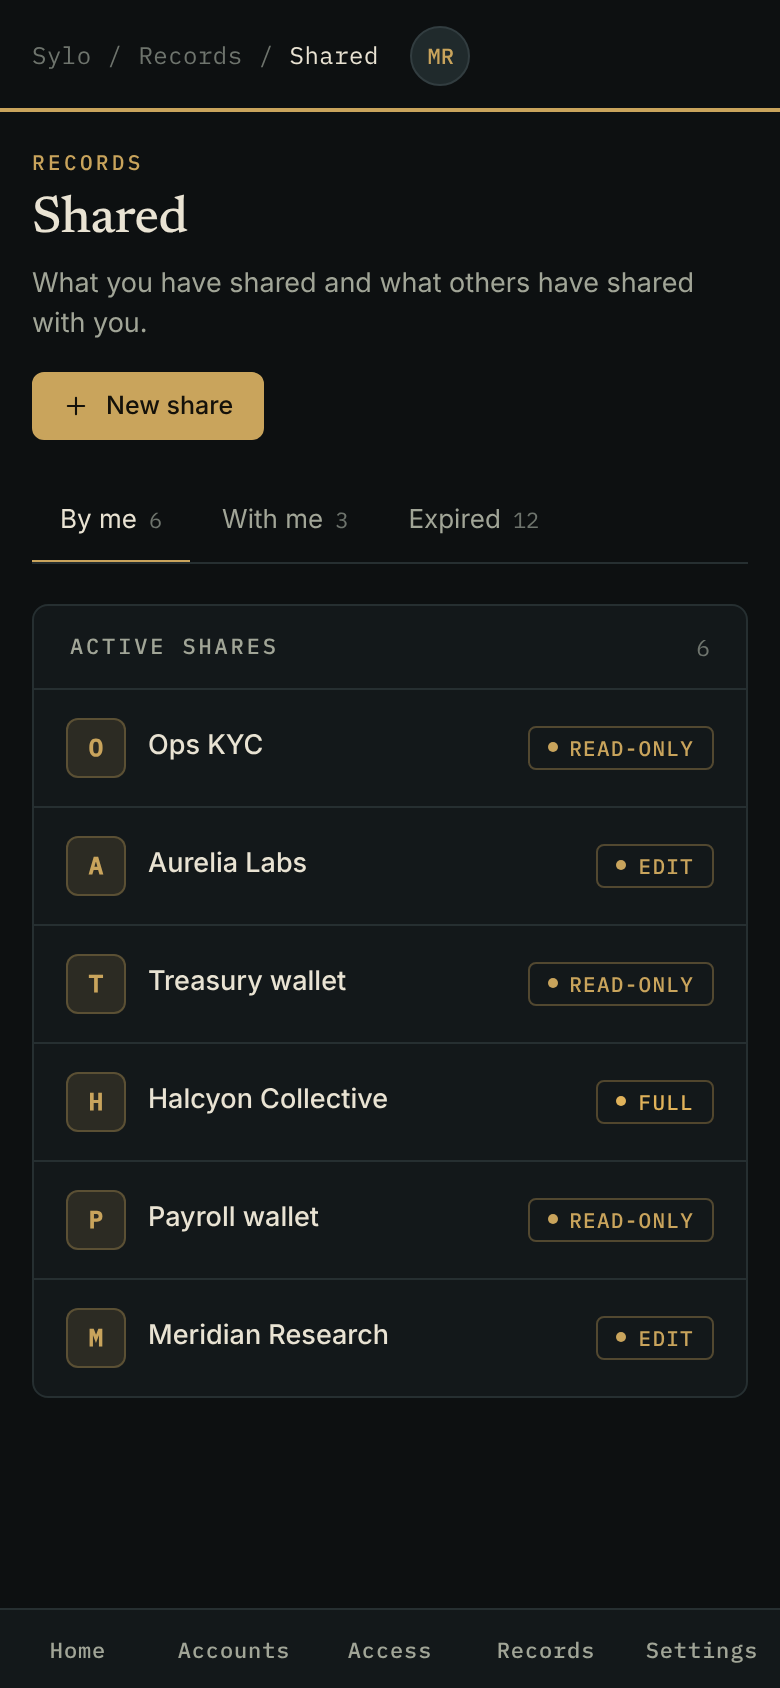 Sylo / Records / Shared MR
RECORDS
Shared
What you have shared and what others have shared
with you.
+ New share
By me 6 With me 3 Expired 12
ACTIVE SHARES 6
O Ops KYC READ-ONLY
A Aurelia Labs EDIT
T Treasury wallet READ-ONLY
H Halcyon Collective FULL
P Payroll wallet READ-ONLY
M Meridian Research EDIT
Home Accounts Access Records Settings